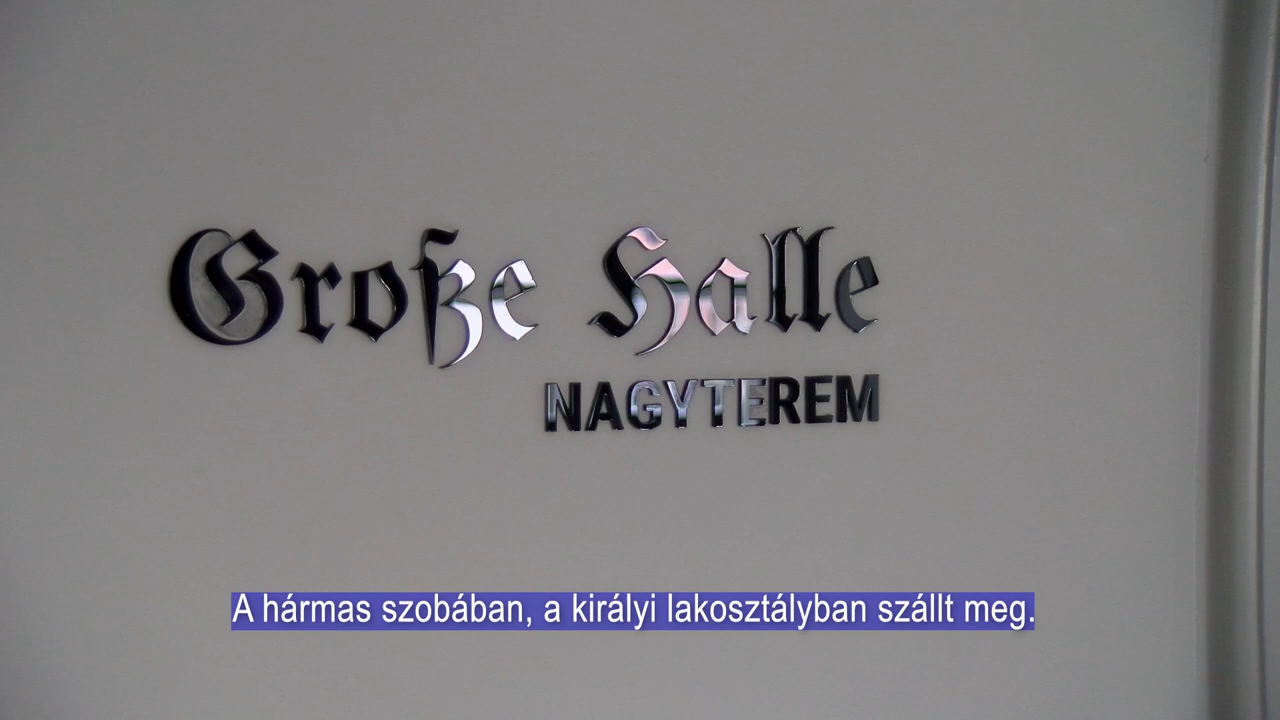 Große Halle
NAGYTEREM
A hármas szobában, a királyi lakosztályban szállt meg.